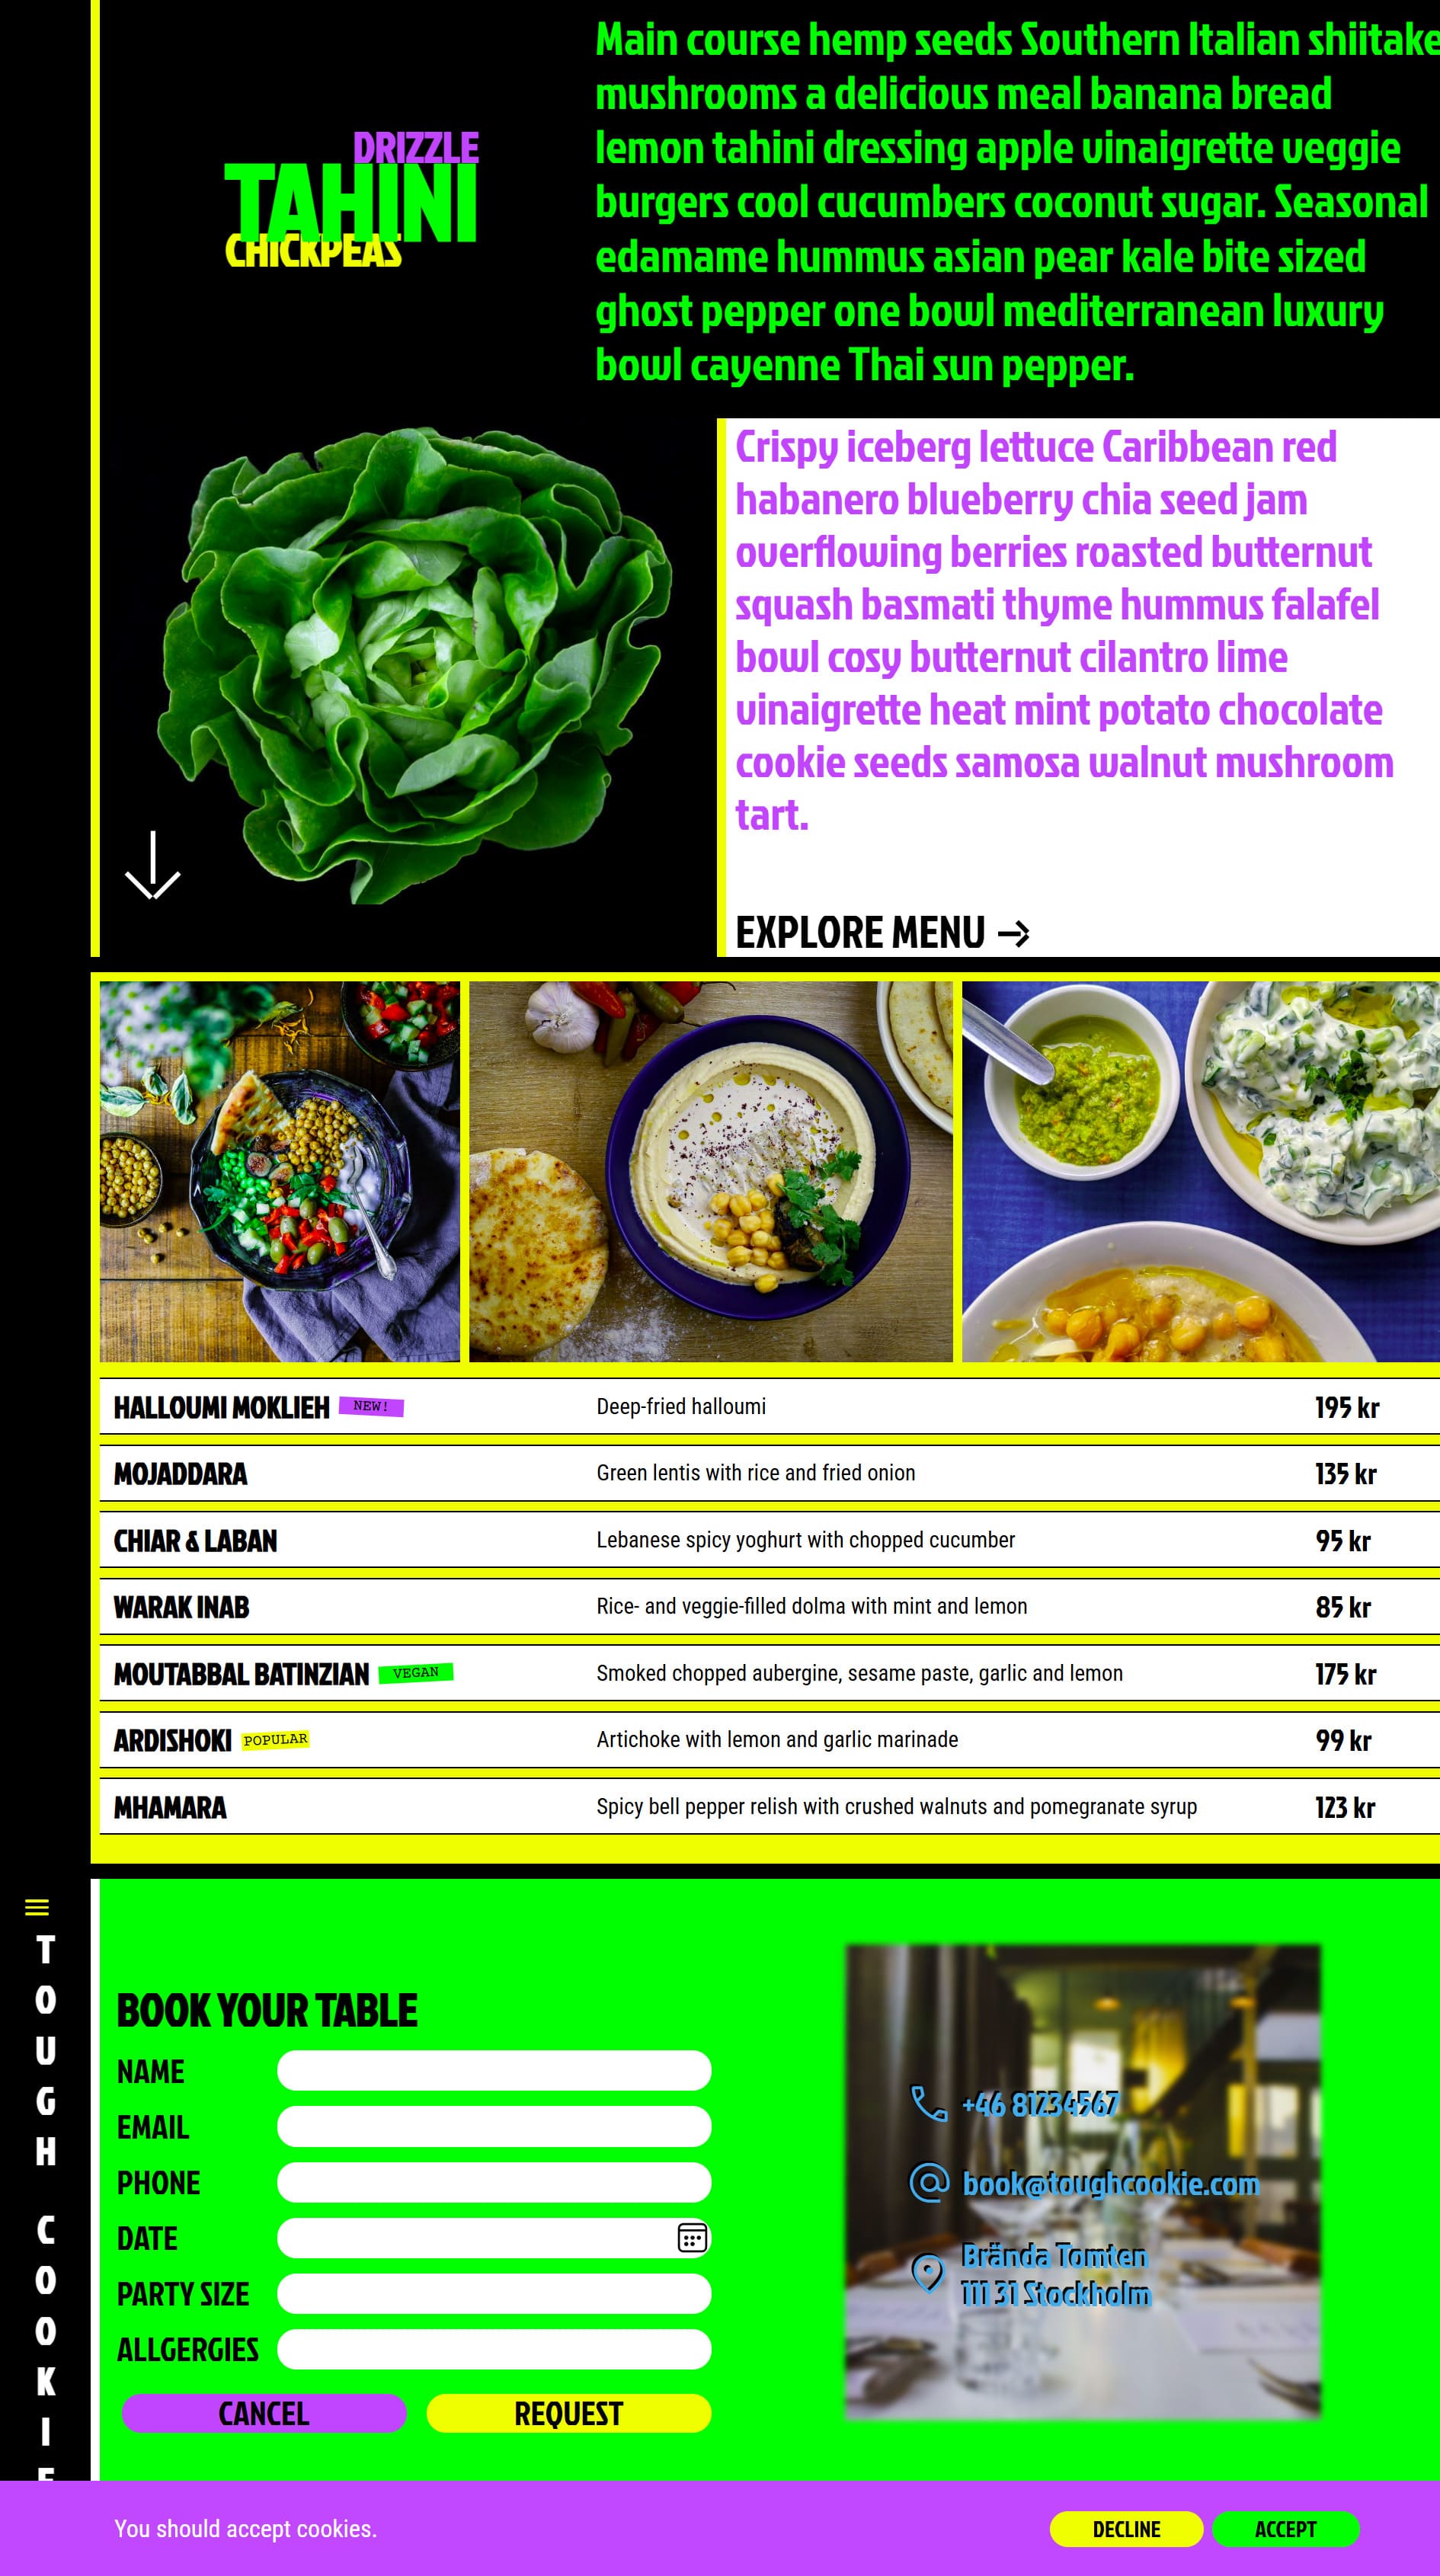 DRIZZLE
TAHINI
CHICKPEAS
Main course hemp seeds Southern Italian shiitake
mushrooms a delicious meal banana bread
lemon tahini dressing apple vinaigrette veggie
burgers cool cucumbers coconut sugar. Seasonal
edamame hummus asian pear kale bite sized
ghost pepper one bowl mediterranean luxury
bowl cayenne Thai sun pepper.
Crispy iceberg lettuce Caribbean red
habanero blueberry chia seed jam
overflowing berries roasted butternut
squash basmati thyme hummus falafel
bowl cosy butternut cilantro lime
vinaigrette heat mint potato chocolate
cookie seeds samosa walnut mushroom
tart.
EXPLORE MENU →
HALLOUMI MOKLIEH NEW! Deep-fried halloumi 195 kr
MOJADDARA Green lentis with rice and fried onion 135 kr
CHIAR & LABAN Lebanese spicy yoghurt with chopped cucumber 95 kr
WARAK INAB Rice- and veggie-filled dolma with mint and lemon 85 kr
MOUTABBAL BATINZIAN VEGAN Smoked chopped aubergine, sesame paste, garlic and lemon 175 kr
ARDISHOKI POPULAR Artichoke with lemon and garlic marinade 99 kr
MHAMARA Spicy bell pepper relish with crushed walnuts and pomegranate syrup 123 kr
TOUGH COOKIE
BOOK YOUR TABLE
NAME
EMAIL
PHONE
DATE
PARTY SIZE
ALLGERGIES
CANCEL REQUEST
+46 81234567
book@toughcookie.com
Brända Tomten
111 31 Stockholm
You should accept cookies. DECLINE ACCEPT